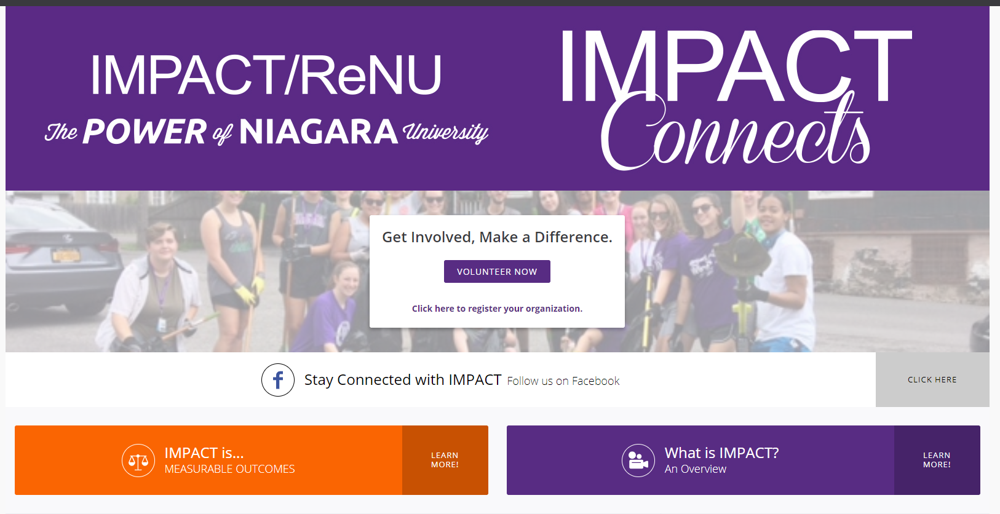 IMPACT/ReNU
The POWER of NIAGARA University
IMPACT
Connects
Get Involved, Make a Difference.
VOLUNTEER NOW
Click here to register your organization.
f
Stay Connected with IMPACT Follow us on Facebook
CLICK HERE
IMPACT is...
MEASURABLE OUTCOMES
LEARN
MORE!
What is IMPACT?
An Overview
LEARN
MORE!